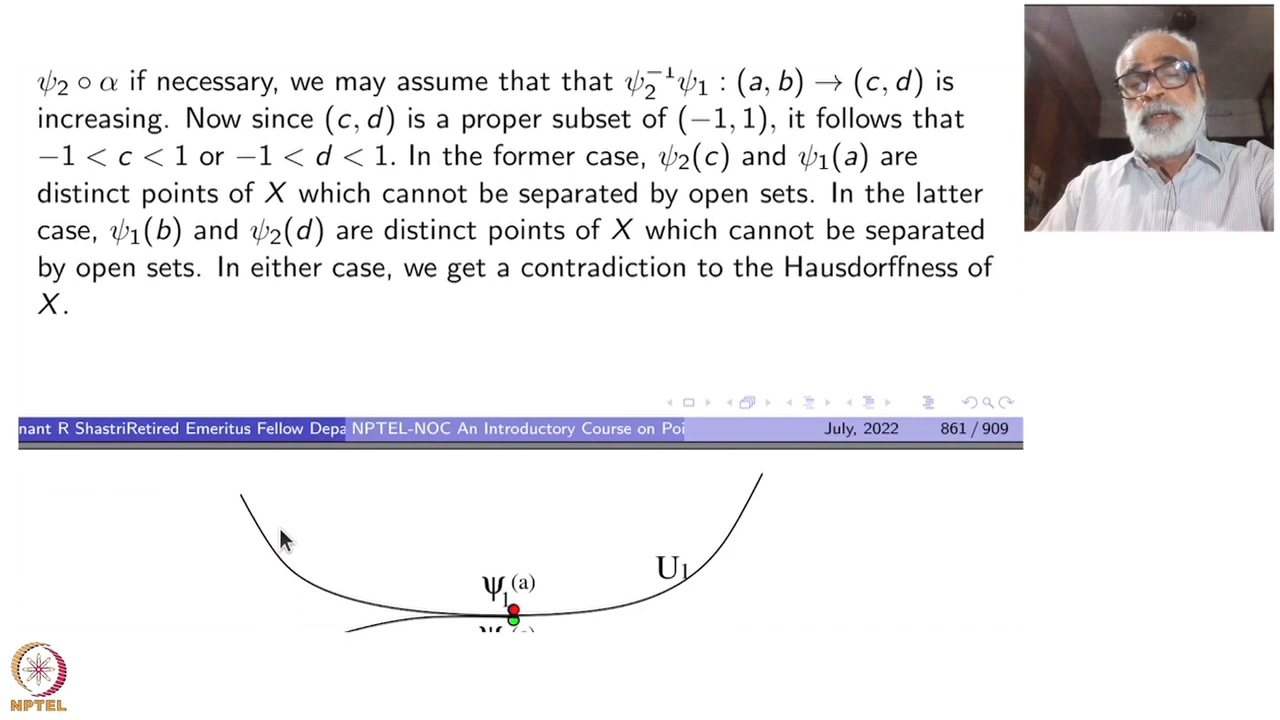 ψ₂ ∘ α if necessary, we may assume that that ψ₂⁻¹ψ₁ : (a, b) → (c, d) is
increasing. Now since (c, d) is a proper subset of (−1, 1), it follows that
−1 < c < 1 or −1 < d < 1. In the former case, ψ₂(c) and ψ₁(a) are
distinct points of X which cannot be separated by open sets. In the latter
case, ψ₁(b) and ψ₂(d) are distinct points of X which cannot be separated
by open sets. In either case, we get a contradiction to the Hausdorffness of
X.
nant R ShastriRetired Emeritus Fellow Depa NPTEL-NOC An Introductory Course on Poi July, 2022 861 / 909
U₁
ψ₁(a)
NPTEL